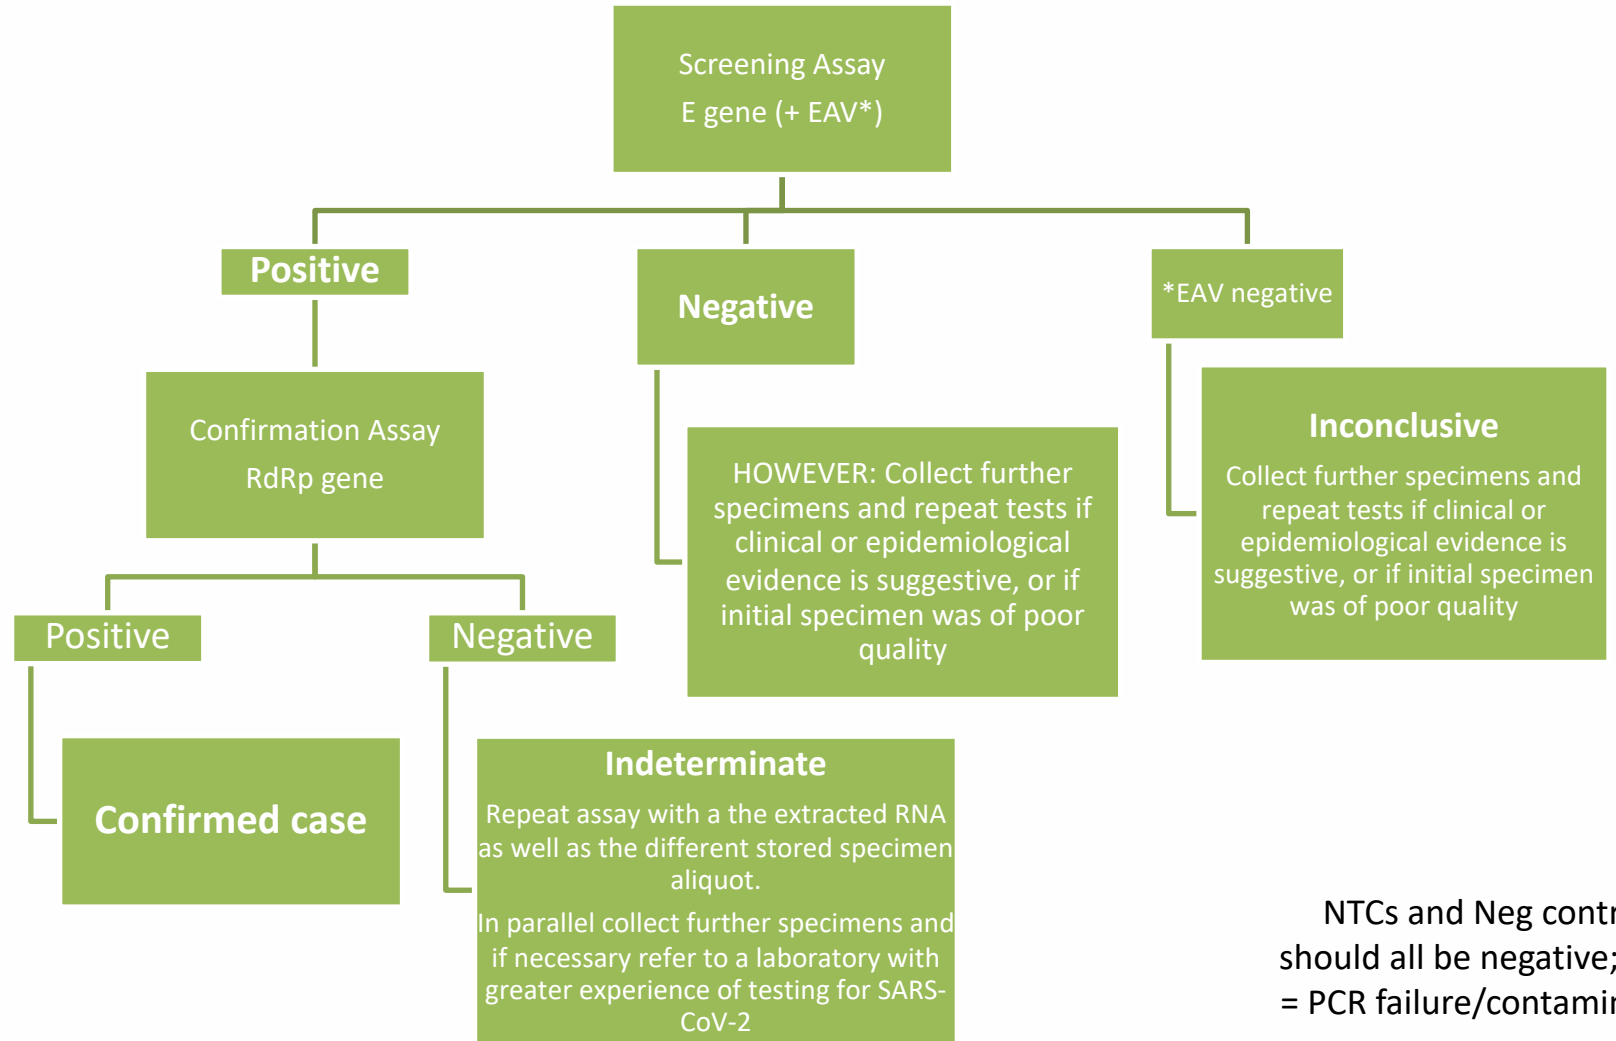 Screening Assay
E gene (+ EAV*)
Positive
Negative
*EAV negative
Confirmation Assay
RdRp gene
HOWEVER: Collect further
specimens and repeat tests if
clinical or epidemiological
evidence is suggestive, or if
initial specimen was of poor
quality
Inconclusive
Collect further specimens and
repeat tests if clinical or
epidemiological evidence is
suggestive, or if initial specimen
was of poor quality
Positive
Negative
Confirmed case
Indeterminate
Repeat assay with a the extracted RNA
as well as the different stored specimen
aliquot.
In parallel collect further specimens and
if necessary refer to a laboratory with
greater experience of testing for SARS-
CoV-2
NTCs and Neg
should all be negative;
= PCR